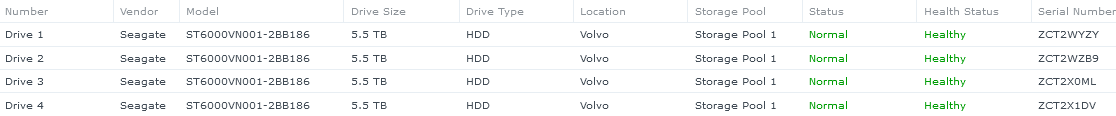 Number Vendor Model Drive Size Drive Type Location Storage Pool Status Health Status Serial Number
Drive 1 Seagate ST6000VN001-2BB186 5.5 TB HDD Volvo Storage Pool 1 Normal Healthy ZCT2WYZY
Drive 2 Seagate ST6000VN001-2BB186 5.5 TB HDD Volvo Storage Pool 1 Normal Healthy ZCT2WZB9
Drive 3 Seagate ST6000VN001-2BB186 5.5 TB HDD Volvo Storage Pool 1 Normal Healthy ZCT2X0ML
Drive 4 Seagate ST6000VN001-2BB186 5.5 TB HDD Volvo Storage Pool 1 Normal Healthy ZCT2X1DV